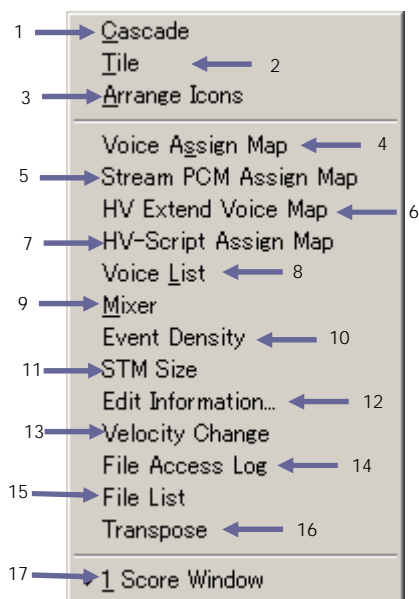 1 Cascade
Tile 2
3 Arrange Icons
Voice Assign Map 4
5 Stream PCM Assign Map
HV Extend Voice Map 6
7 HV-Script Assign Map
Voice List 8
9 Mixer
Event Density 10
11 STM Size
Edit Information... 12
13 Velocity Change
File Access Log 14
15 File List
Transpose 16
17 1 Score Window